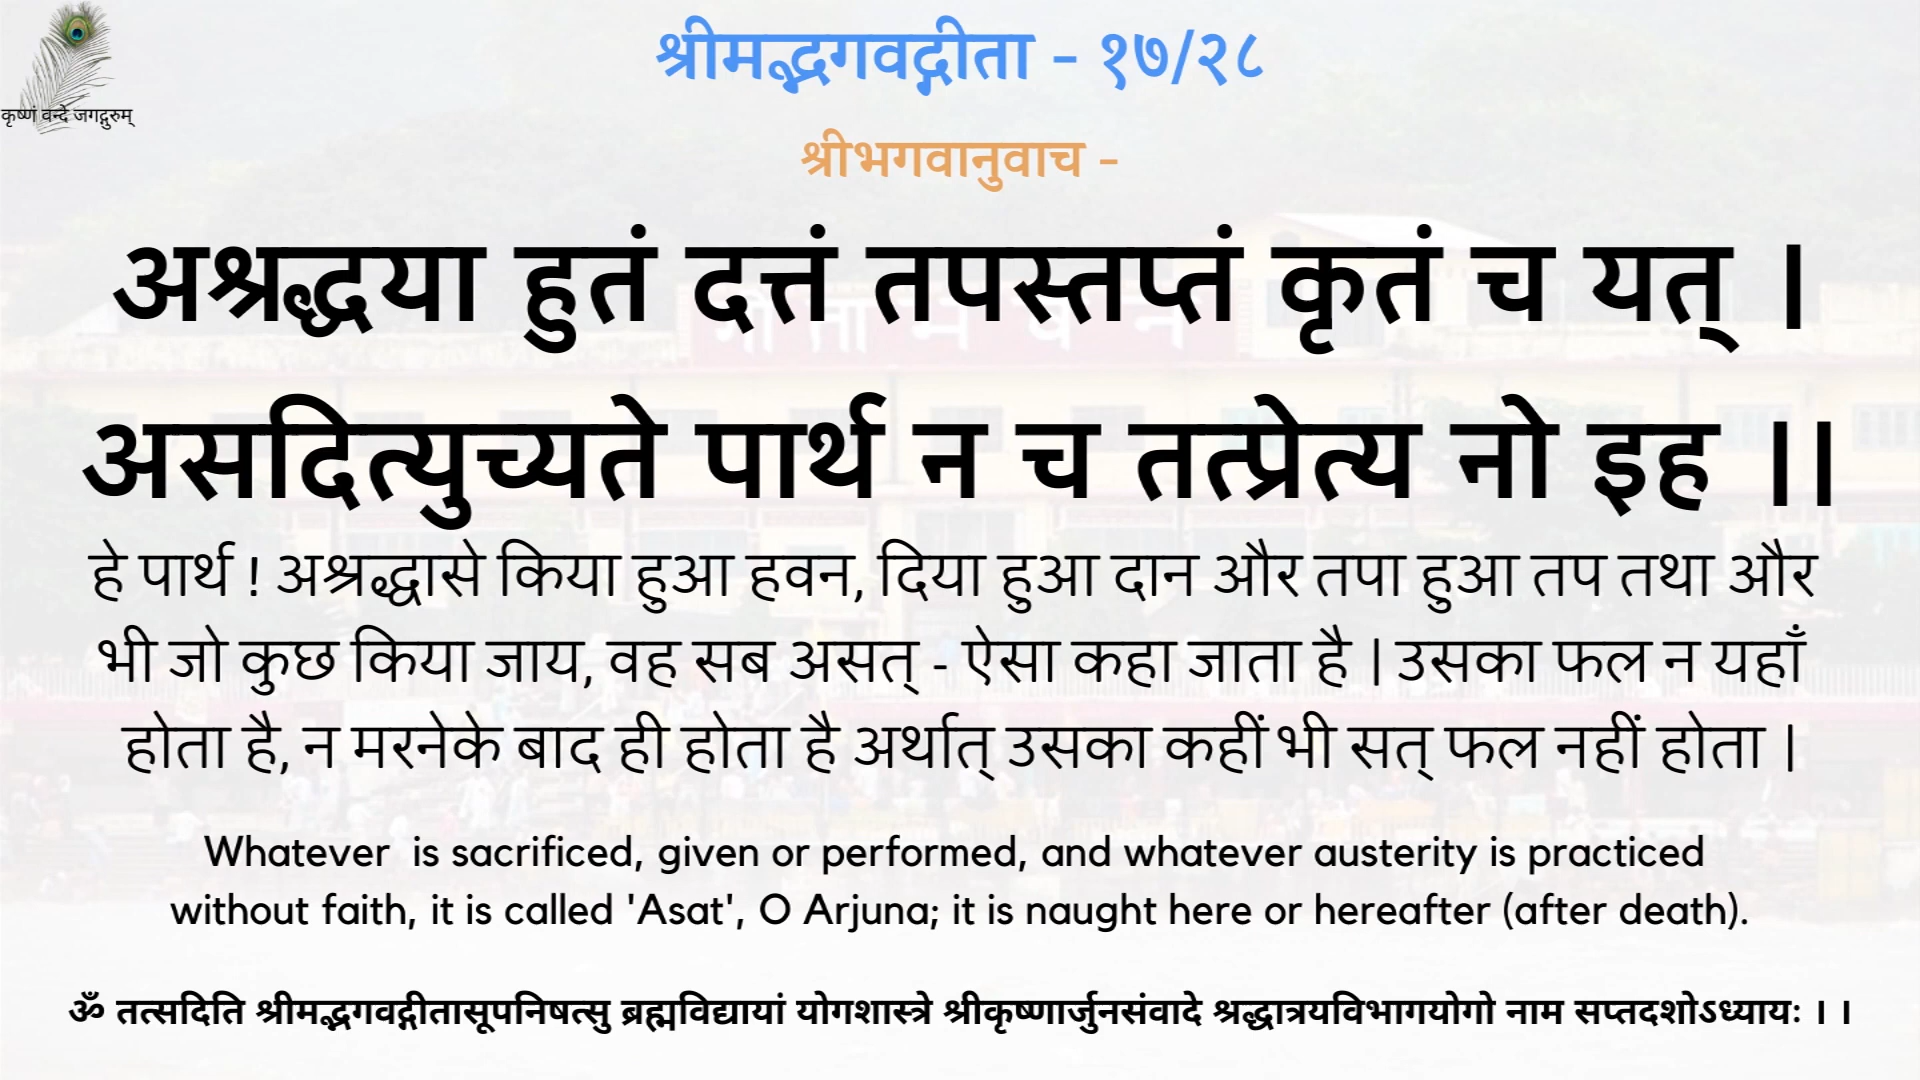 कृष्णं वन्दे जगद्गुरुम्
श्रीमद्भगवद्गीता - १७/२८
श्रीभगवानुवाच -
अश्रद्धया हुतं दत्तं तपस्तप्तं कृतं च यत् ।
असदित्युच्यते पार्थ न च तत्प्रेत्य नो इह ।।
हे पार्थ ! अश्रद्धासे किया हुआ हवन, दिया हुआ दान और तपा हुआ तप तथा और
भी जो कुछ किया जाय, वह सब असत् - ऐसा कहा जाता है | उसका फल न यहाँ
होता है, न मरनेके बाद ही होता है अर्थात् उसका कहीं भी सत् फल नहीं होता |
Whatever  is sacrificed, given or performed, and whatever austerity is practiced
without faith, it is called 'Asat', O Arjuna; it is naught here or hereafter (after death).
ॐ तत्सदिति श्रीमद्भगवद्गीतासूपनिषत्सु ब्रह्मविद्यायां योगशास्त्रे श्रीकृष्णार्जुनसंवादे श्रद्धात्रयविभागयोगो नाम सप्तदशोऽध्यायः । ।
गीता भवन